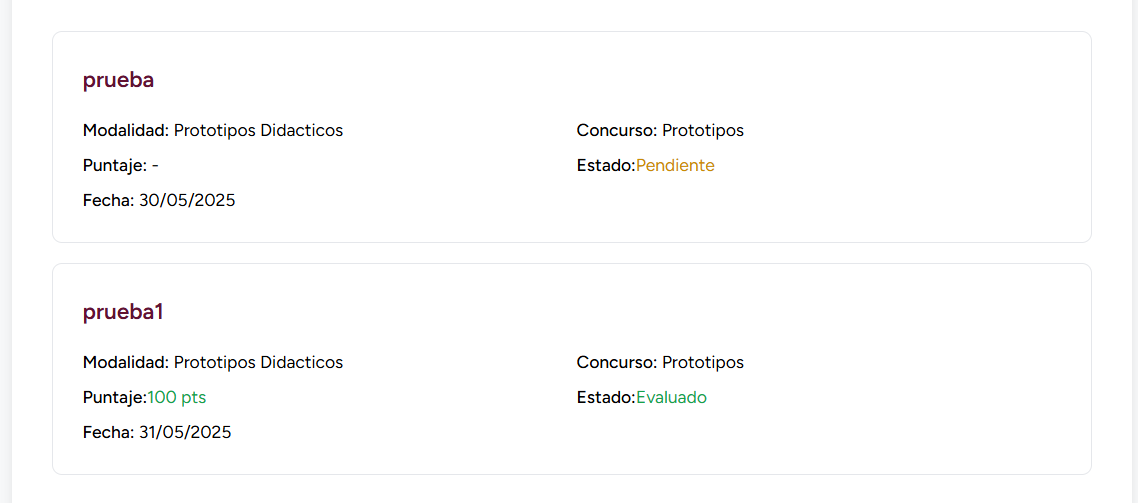 prueba
Modalidad: Prototipos Didacticos
Concurso: Prototipos
Puntaje: -
Estado:Pendiente
Fecha: 30/05/2025
prueba1
Modalidad: Prototipos Didacticos
Concurso: Prototipos
Puntaje:100 pts
Estado:Evaluado
Fecha: 31/05/2025